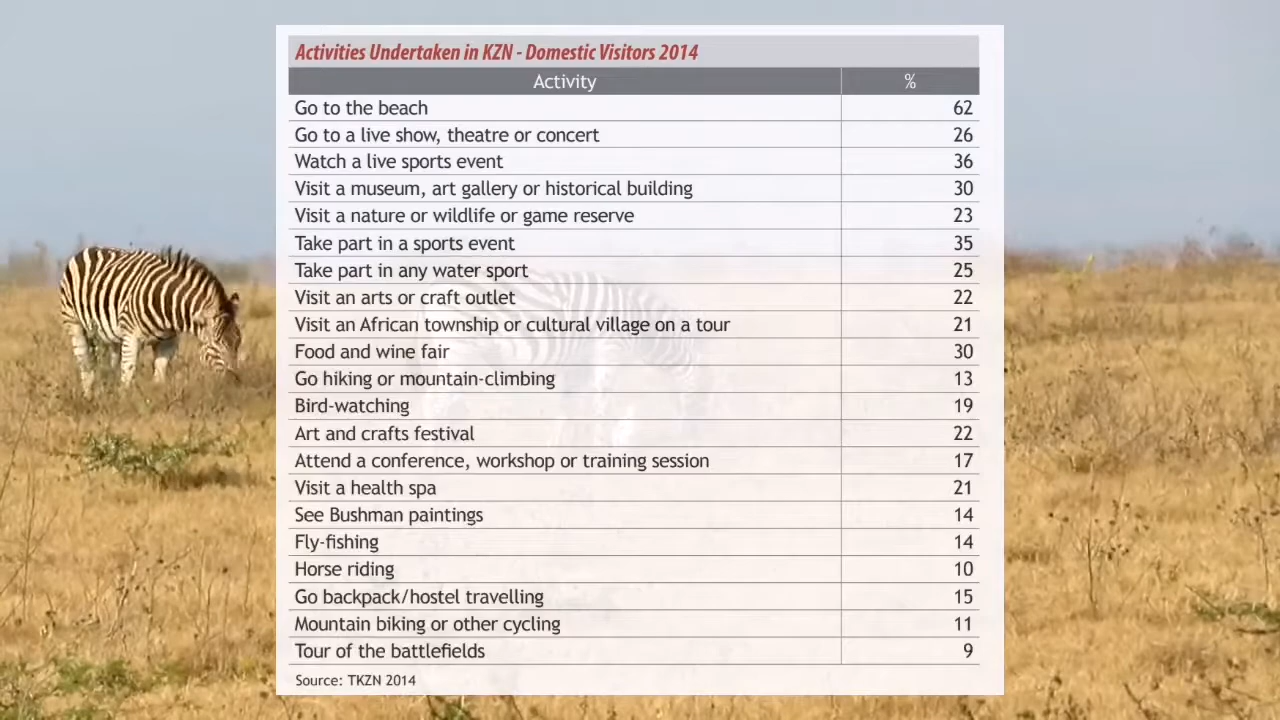 Activities Undertaken in KZN - Domestic Visitors 2014
Activity %
Go to the beach 62
Go to a live show, theatre or concert 26
Watch a live sports event 36
Visit a museum, art gallery or historical building 30
Visit a nature or wildlife or game reserve 23
Take part in a sports event 35
Take part in any water sport 25
Visit an arts or craft outlet 22
Visit an African township or cultural village on a tour 21
Food and wine fair 30
Go hiking or mountain-climbing 13
Bird-watching 19
Art and crafts festival 22
Attend a conference, workshop or training session 17
Visit a health spa 21
See Bushman paintings 14
Fly-fishing 14
Horse riding 10
Go backpack/hostel travelling 15
Mountain biking or other cycling 11
Tour of the battlefields 9
Source: TKZN 2014